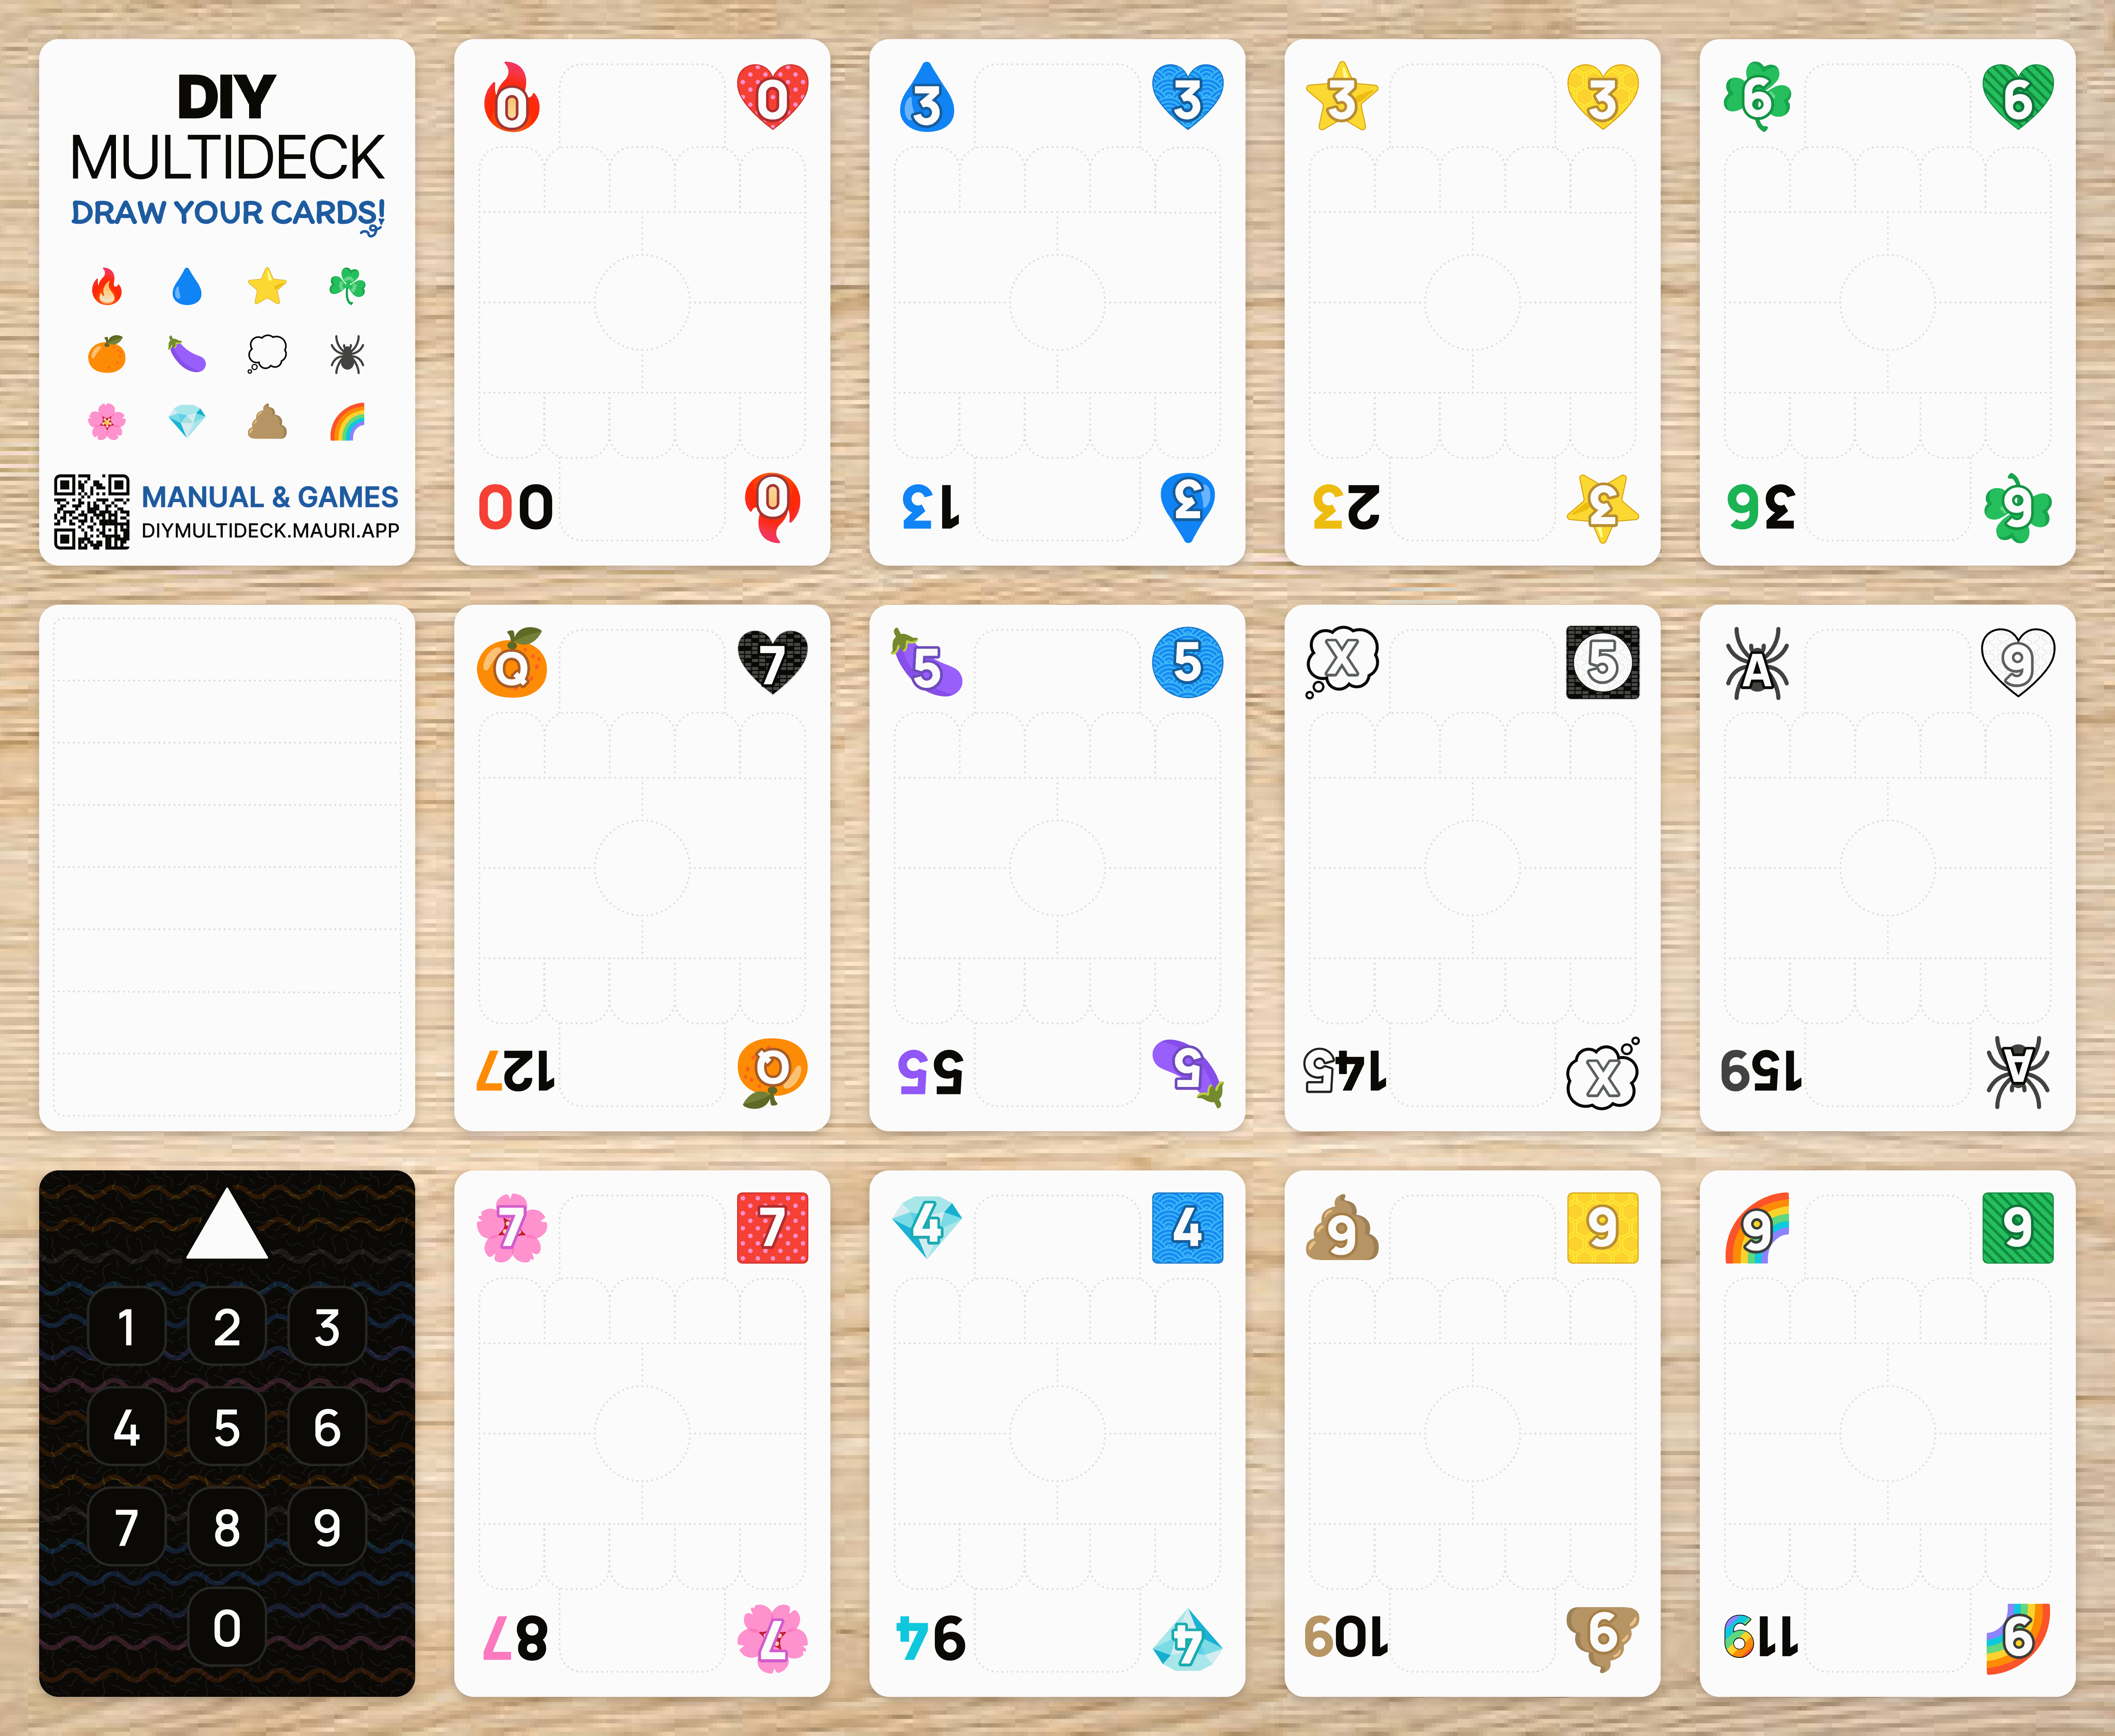 DIY
MULTIDECK
DRAW YOUR CARDS!
MANUAL & GAMES
DIYMULTIDECK.MAURI.APP
0 0
00 0
3 3
13 3
3 3
23 3
6 6
36 6
Q 7
127 Q
5 5
55 5
X 5
145 X
A 9
159 A
1 2 3
4 5 6
7 8 9
0
7 7
87 7
4 4
94 4
9 9
109 9
9 9
119 9